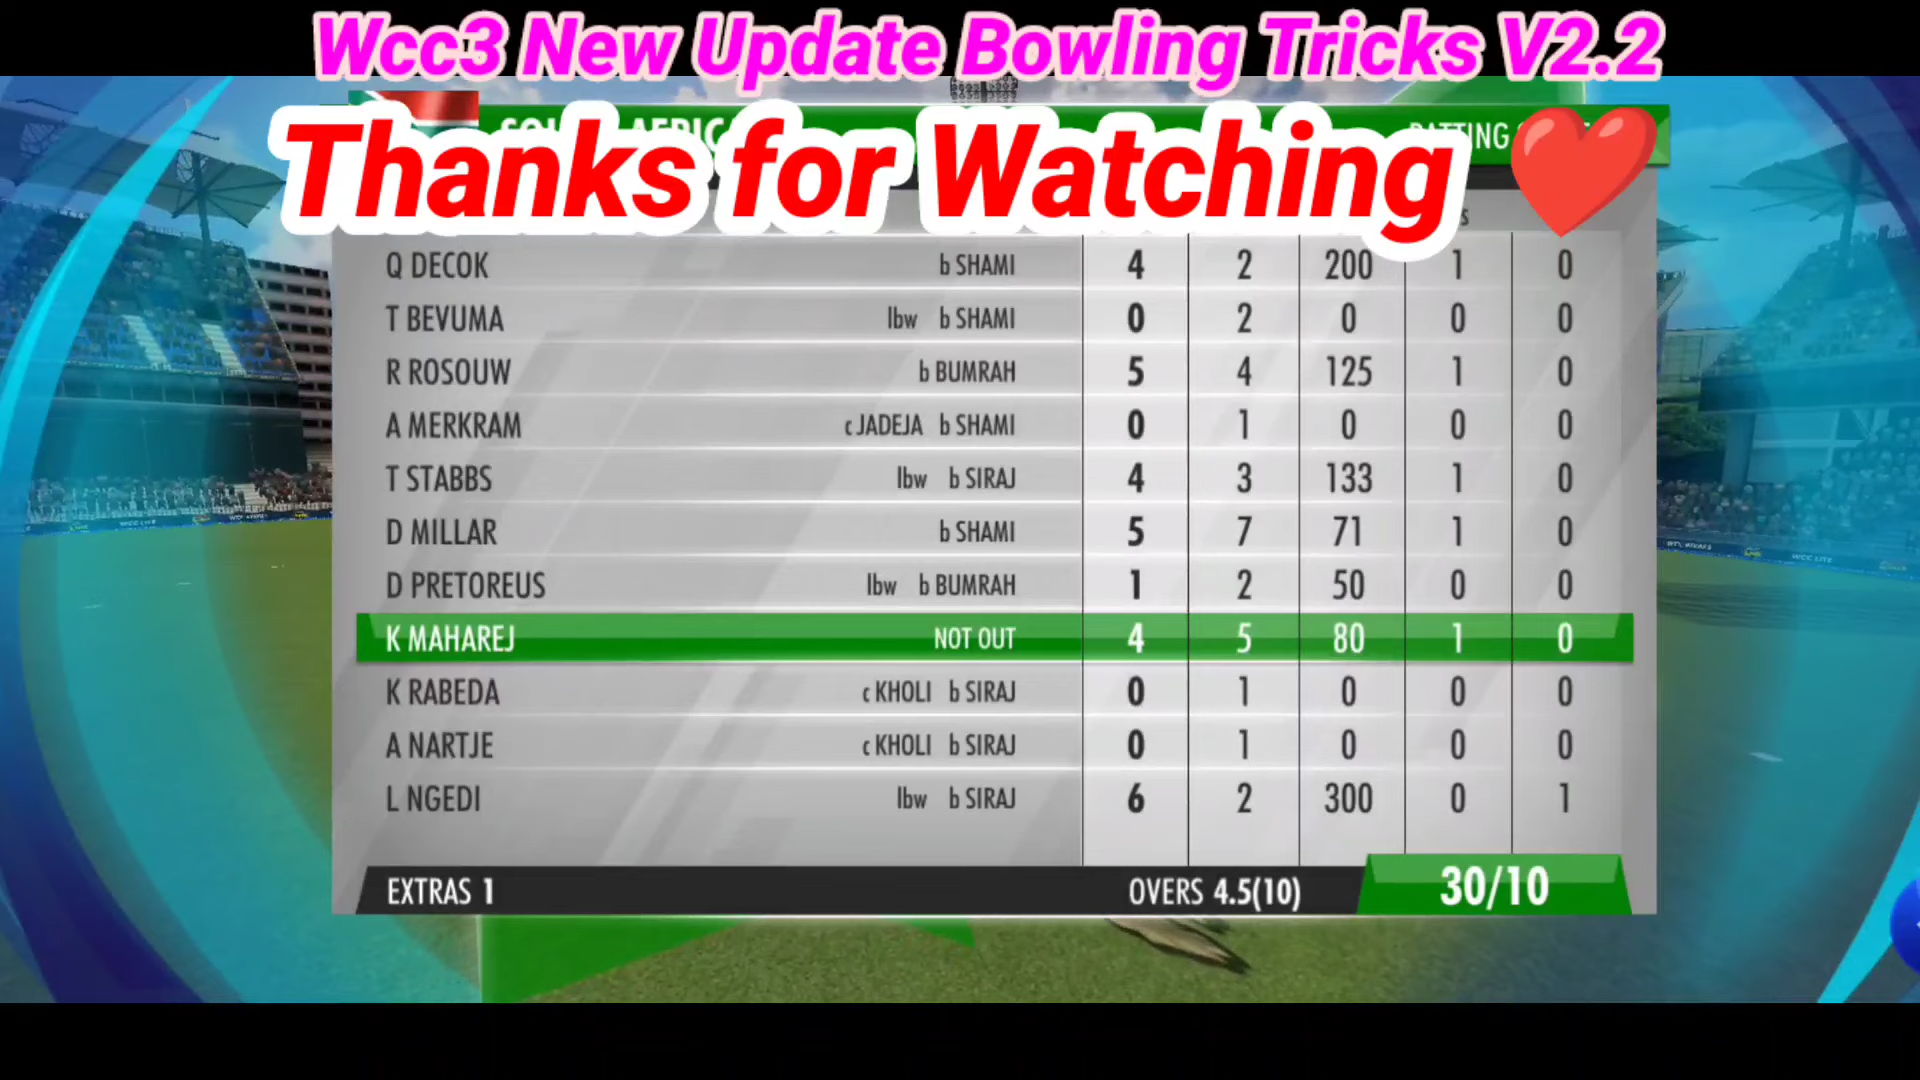 Wcc3 New Update Bowling Tricks V2.2
Thanks for Watching ❤️
Q DECOK b SHAMI 4 2 200 1 0
T BEVUMA lbw b SHAMI 0 2 0 0 0
R ROSOUW b BUMRAH 5 4 125 1 0
A MERKRAM c JADEJA b SHAMI 0 1 0 0 0
T STABBS lbw b SIRAJ 4 3 133 1 0
D MILLAR b SHAMI 5 7 71 1 0
D PRETOREUS lbw b BUMRAH 1 2 50 0 0
K MAHAREJ NOT OUT 4 5 80 1 0
K RABEDA c KHOLI b SIRAJ 0 1 0 0 0
A NARTJE c KHOLI b SIRAJ 0 1 0 0 0
L NGEDI lbw b SIRAJ 6 2 300 0 1
EXTRAS 1 OVERS 4.5(10) 30/10